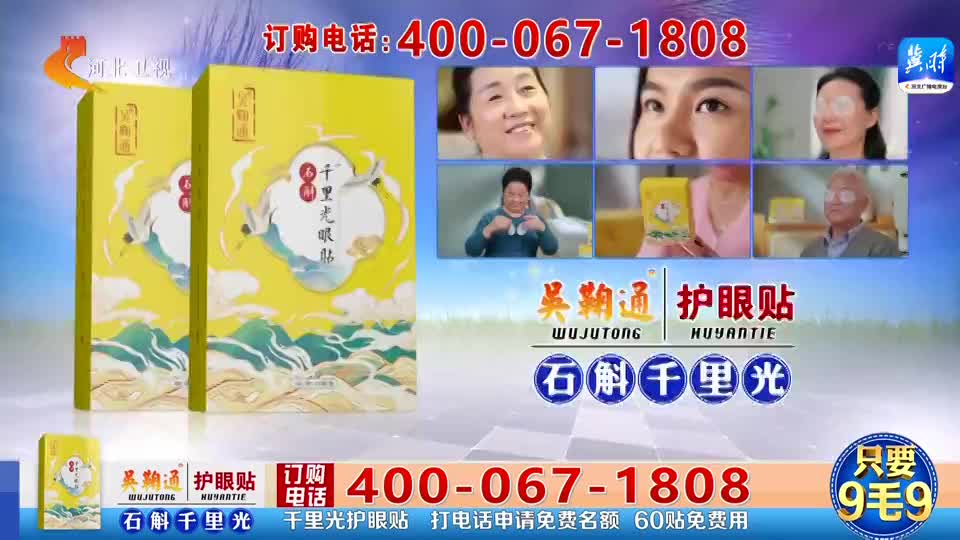 订购电话:400-067-1808
河北卫视
冀时
吴鞠通
吴鞠通
石斛
千里光眼贴
吳鞠通 护眼贴
WUJUTONG HUYANTIE
石斛千里光
吳鞠通 护眼贴
WUJUTONG HUYANTIE
石斛千里光
订购电话 400-067-1808
千里光护眼贴 打电话申请免费名额 60贴免费用
只要
9毛9